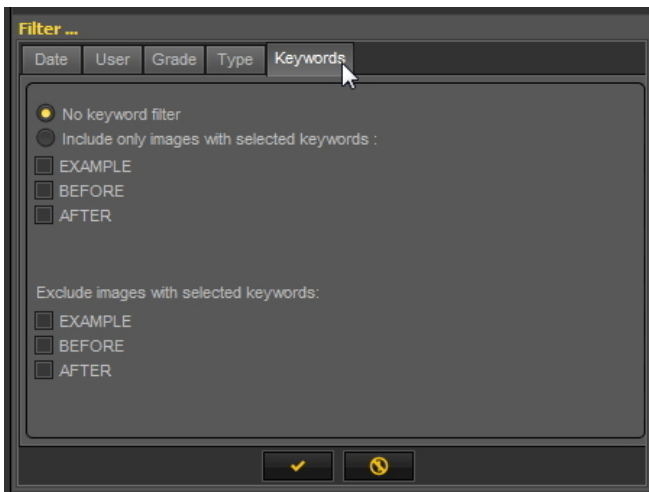 Filter ...
Date User Grade Type Keywords
No keyword filter
Include only images with selected keywords :
EXAMPLE
BEFORE
AFTER
Exclude images with selected keywords:
EXAMPLE
BEFORE
AFTER